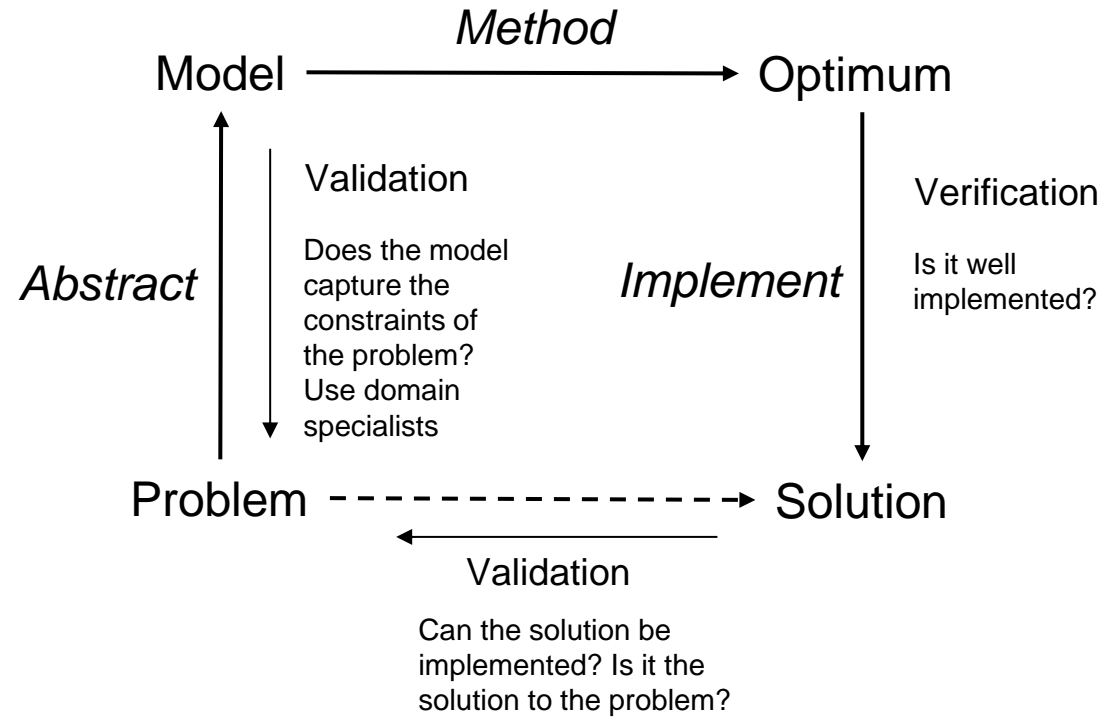 Method
Model
Optimum
Validation
Verification
Does the model
capture the
constraints of
the problem?
Use domain
specialists
Abstract
Implement
Is it well
implemented?
Problem
Solution
Validation
Can the solution be
implemented? Is it the
solution to the problem?